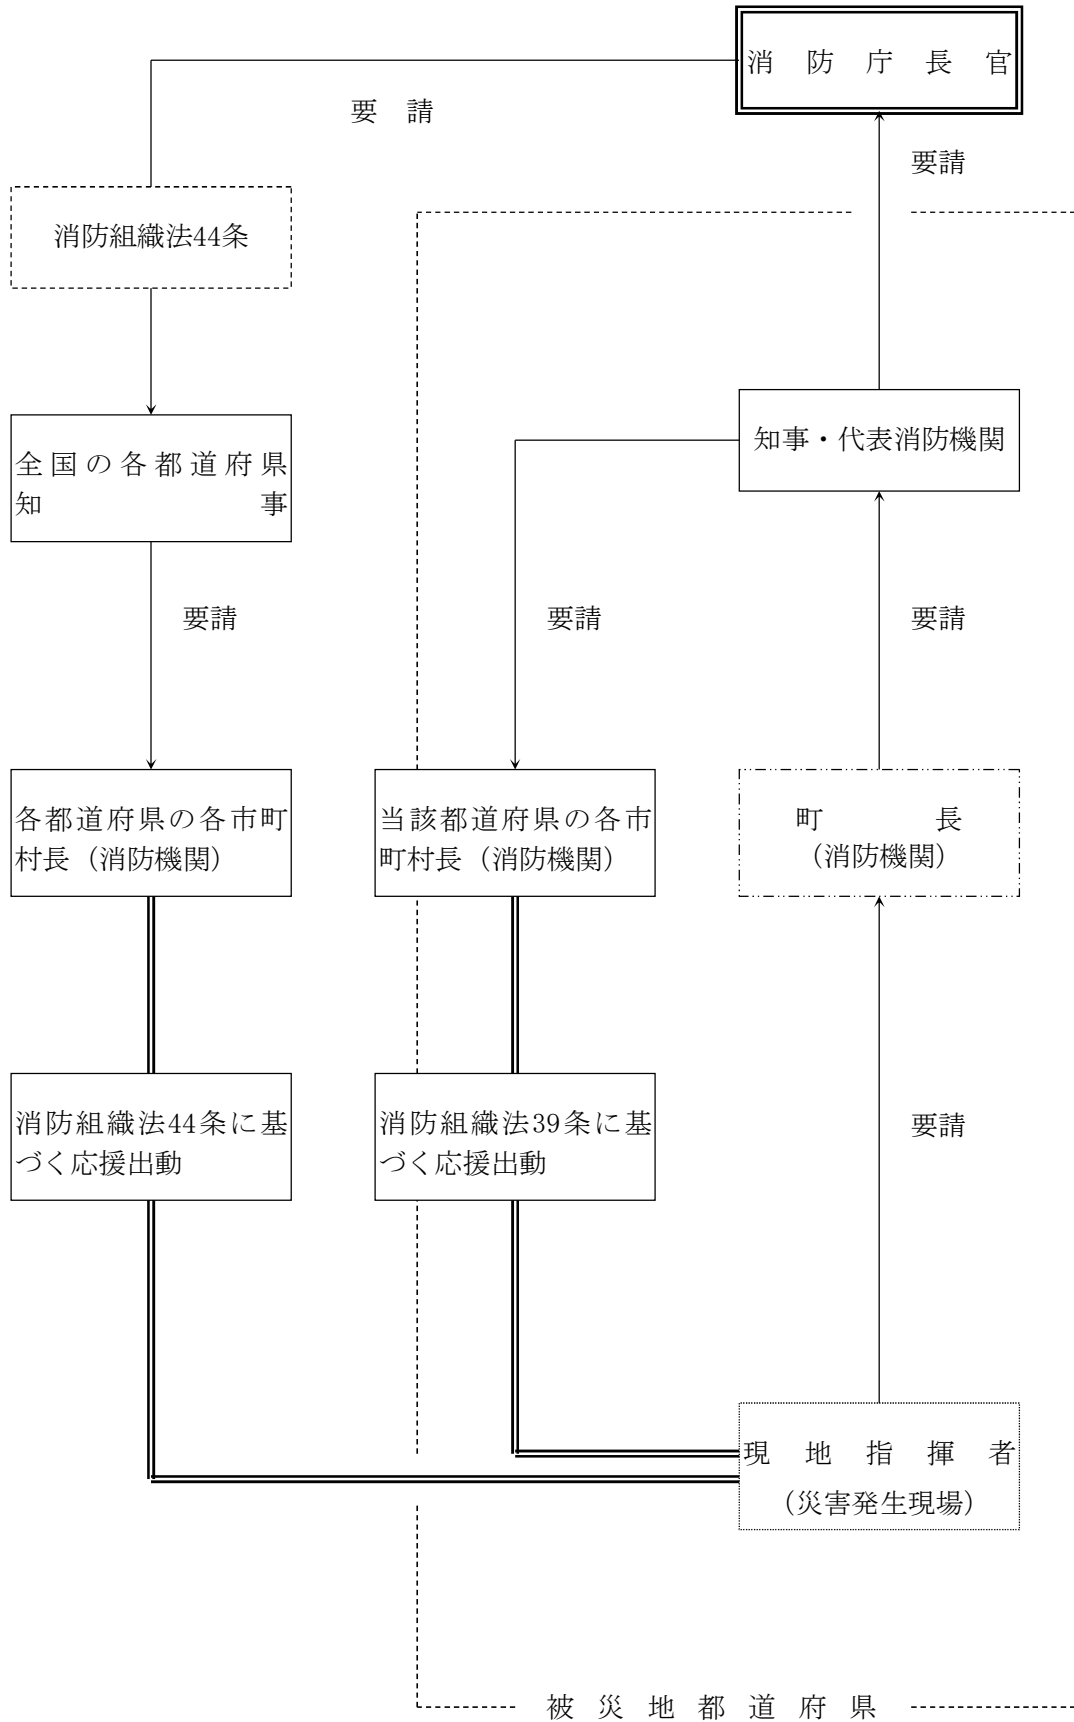 消防庁長官
要　請
要請
消防組織法44条
知事・代表消防機関
全国の各都道府県
知事
要請
要請
要請
各都道府県の各市町
村長（消防機関）
当該都道府県の各市
町村長（消防機関）
町長
（消防機関）
消防組織法44条に基
づく応援出動
消防組織法39条に基
づく応援出動
要請
現地指揮者
（災害発生現場）
被災地都道府県